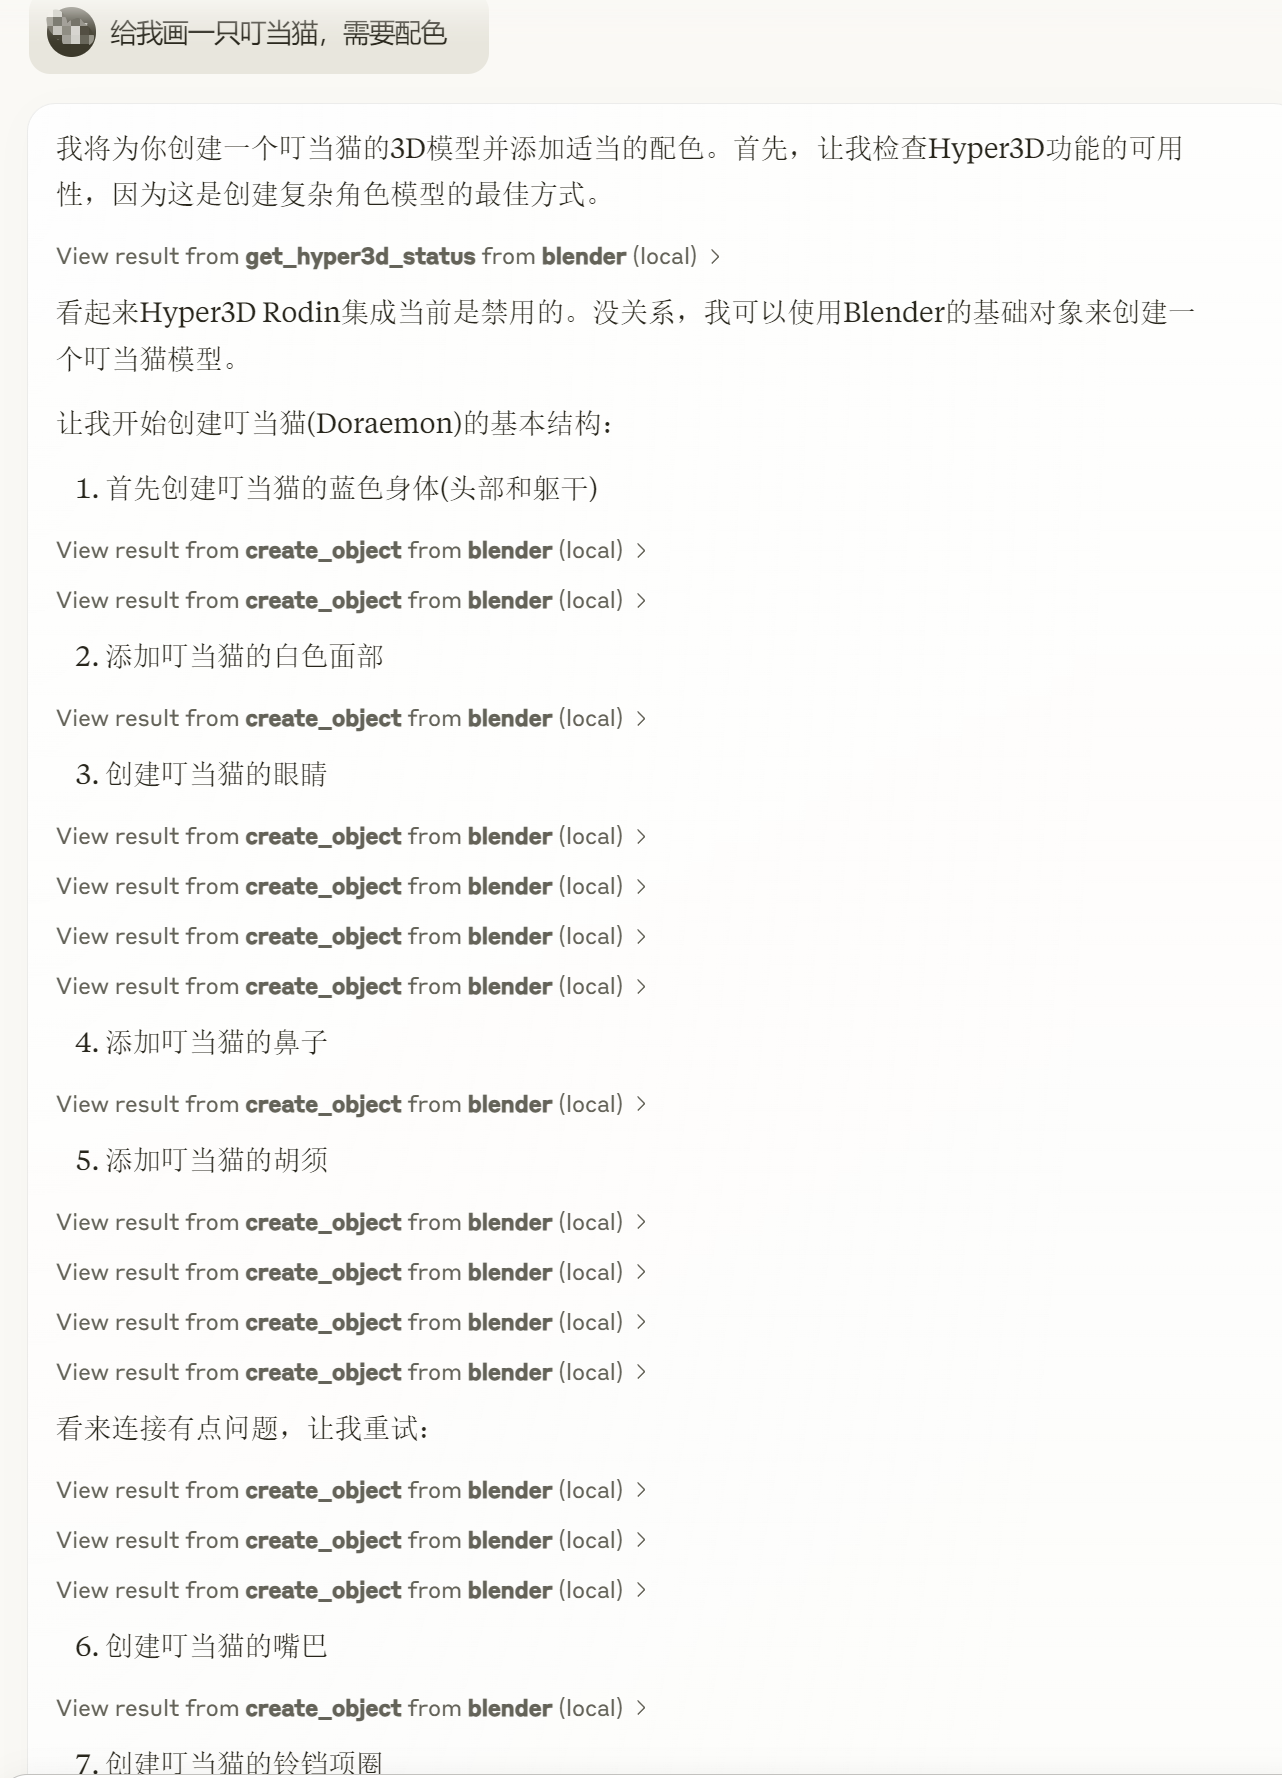 给我画一只叮当猫，需要配色
我将为你创建一个叮当猫的3D模型并添加适当的配色。首先，让我检查Hyper3D功能的可用
性，因为这是创建复杂角色模型的最佳方式。
View result from get_hyper3d_status from blender (local) >
看起来Hyper3D Rodin集成当前是禁用的。没关系，我可以使用Blender的基础对象来创建一
个叮当猫模型。
让我开始创建叮当猫(Doraemon)的基本结构：
1. 首先创建叮当猫的蓝色身体(头部和躯干)
View result from create_object from blender (local) >
View result from create_object from blender (local) >
2. 添加叮当猫的白色面部
View result from create_object from blender (local) >
3. 创建叮当猫的眼睛
View result from create_object from blender (local) >
View result from create_object from blender (local) >
View result from create_object from blender (local) >
View result from create_object from blender (local) >
4. 添加叮当猫的鼻子
View result from create_object from blender (local) >
5. 添加叮当猫的胡须
View result from create_object from blender (local) >
View result from create_object from blender (local) >
View result from create_object from blender (local) >
View result from create_object from blender (local) >
看来连接有点问题，让我重试：
View result from create_object from blender (local) >
View result from create_object from blender (local) >
View result from create_object from blender (local) >
6. 创建叮当猫的嘴巴
View result from create_object from blender (local) >
7. 创建叮当猫的铃铛项圈